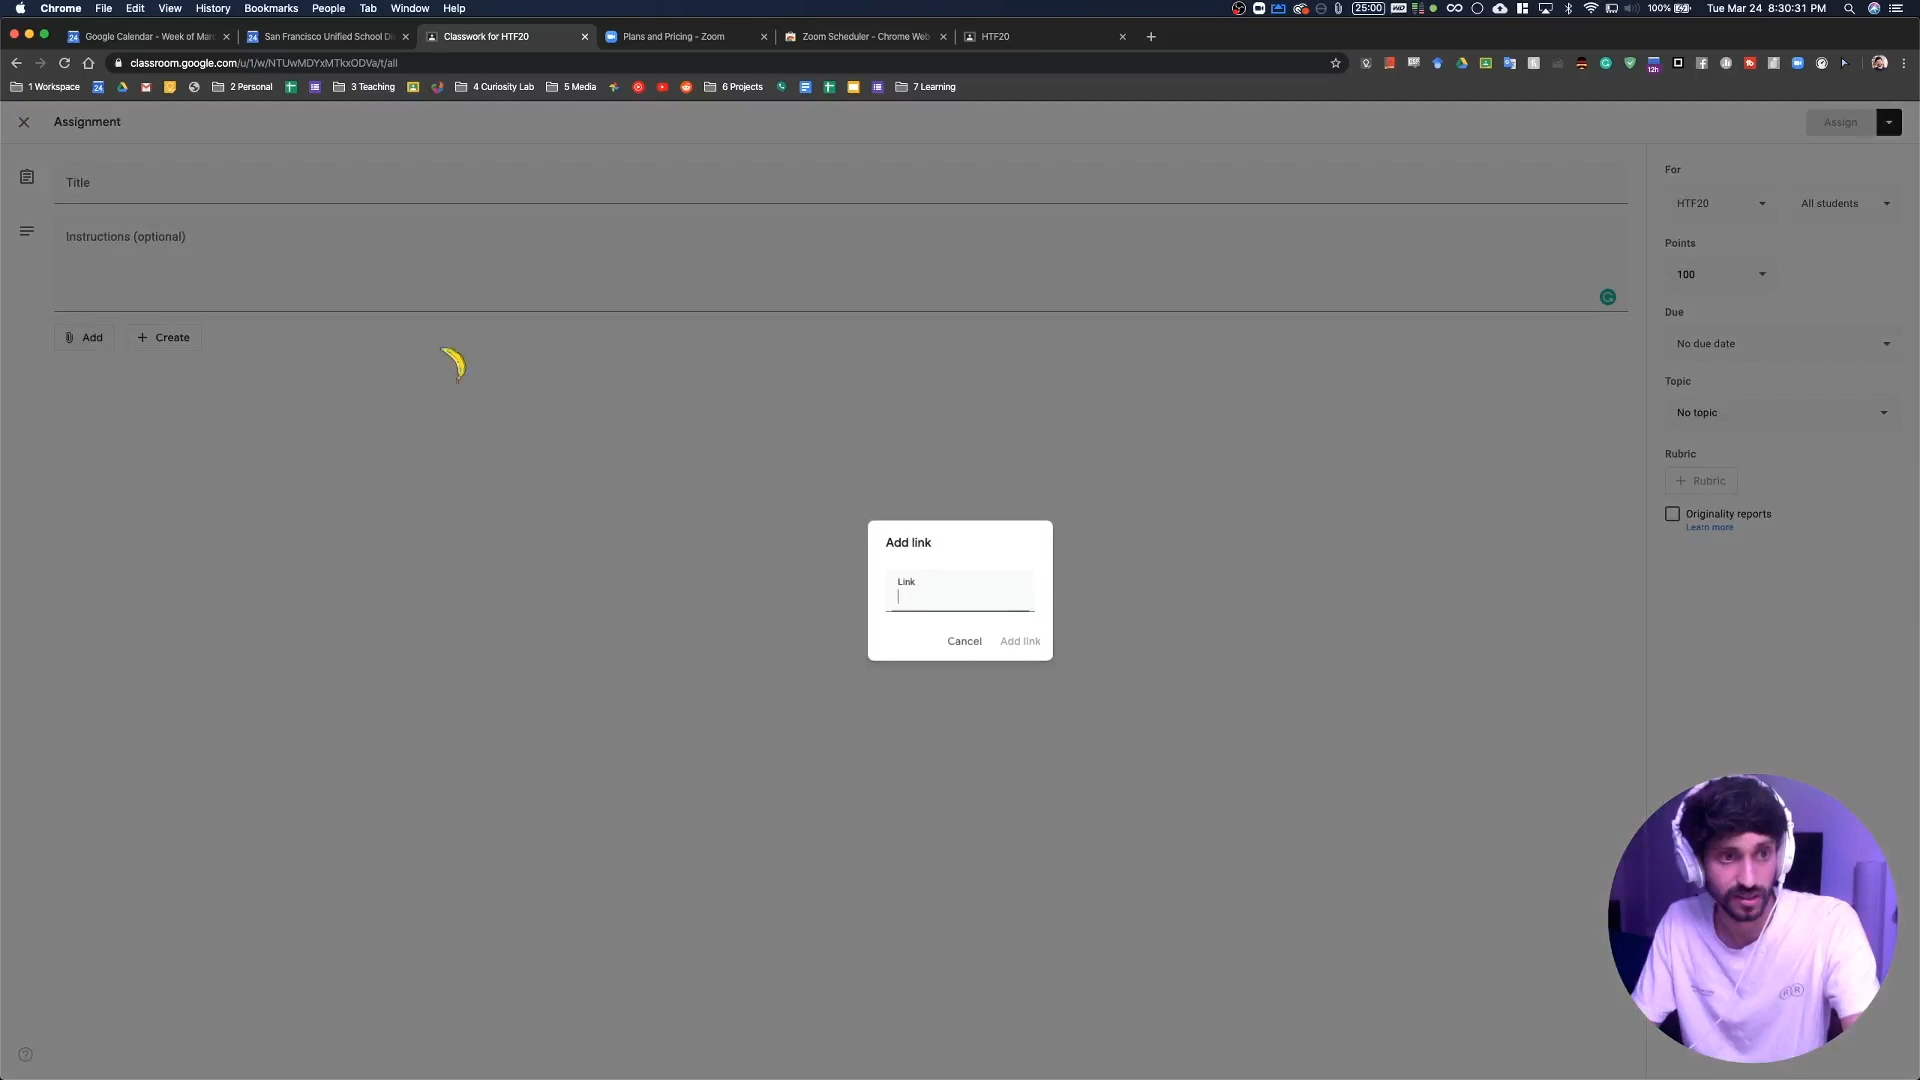 Chrome File Edit View History Bookmarks People Tab Window Help 25:00 100% Tue Mar 24 8:30:31 PM
Google Calendar - Week of Marc San Francisco Unified School Di Classwork for HTF20 Plans and Pricing - Zoom Zoom Scheduler - Chrome Web HTF20
classroom.google.com/u/1/w/NTUwMDYxMTkxODVa/t/all
1 Workspace 2 Personal 3 Teaching 4 Curiosity Lab 5 Media 6 Projects 7 Learning
Assignment Assign
Title
Instructions (optional)
Add Create
For
HTF20 All students
Points
100
Due
No due date
Topic
No topic
Rubric
Rubric
Originality reports
Learn more
Add link
Link
Cancel Add link